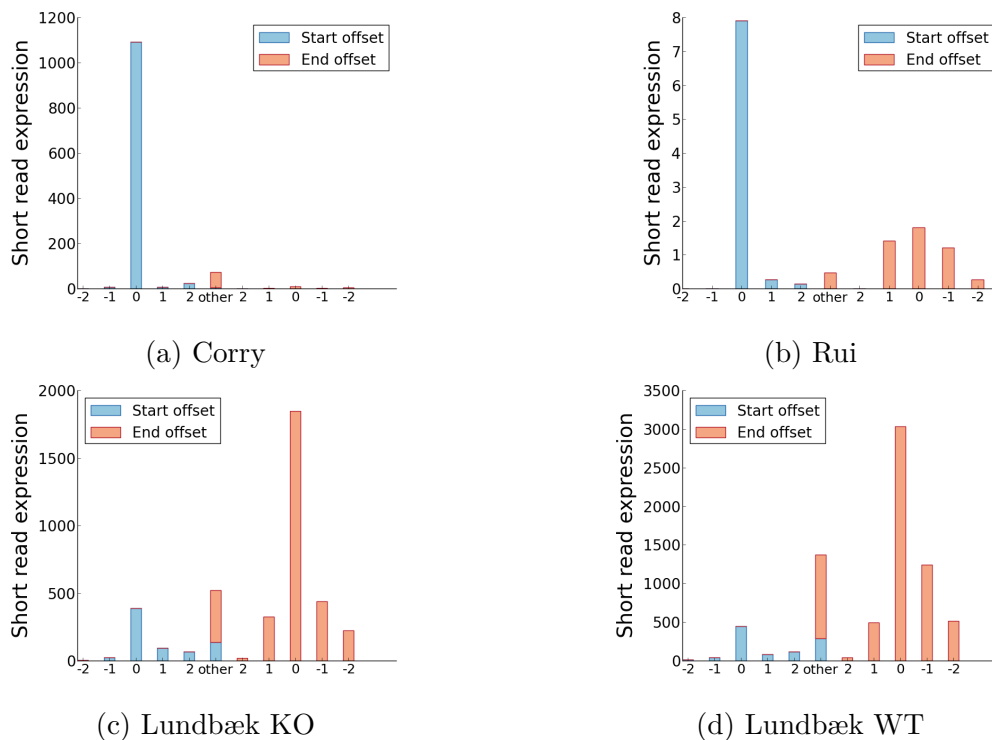 1200
1000
800
600
400
200
0
Short read expression
Start offset
End offset
-2 -1 0 1 2 other 2 1 0 -1 -2
(a) Corry
8
7
6
5
4
3
2
1
0
Short read expression
Start offset
End offset
-2 -1 0 1 2 other 2 1 0 -1 -2
(b) Rui
2000
1500
1000
500
0
Short read expression
Start offset
End offset
-2 -1 0 1 2 other 2 1 0 -1 -2
(c) Lundbæk KO
3500
3000
2500
2000
1500
1000
500
0
Short read expression
Start offset
End offset
-2 -1 0 1 2 other 2 1 0 -1 -2
(d) Lundbæk WT